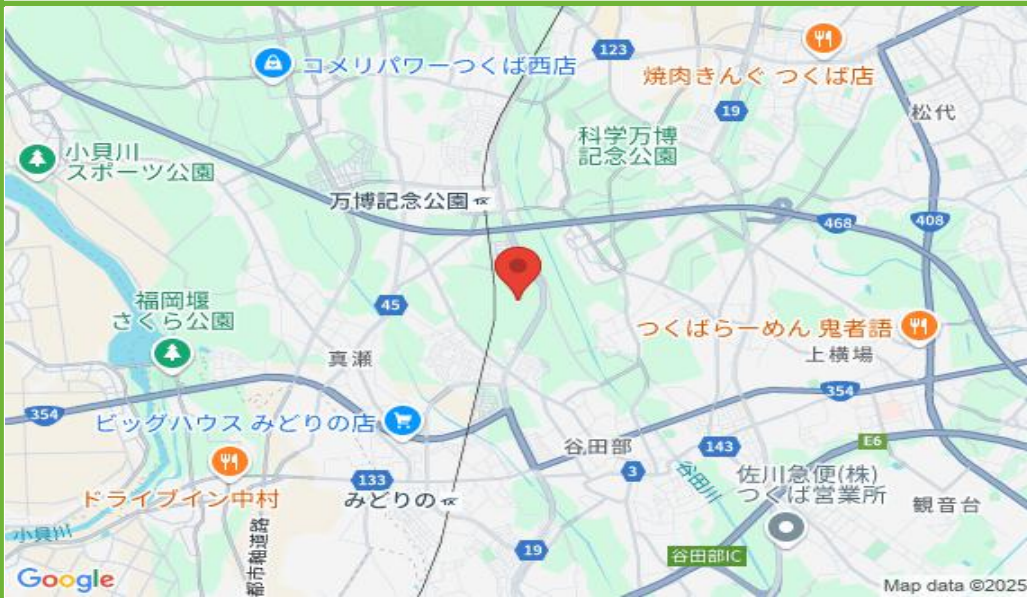 コメリパワーつくば西店
123
焼肉きんぐ つくば店
19
松代
小貝川
スポーツ公園
科学万博
記念公園
万博記念公園
468
408
45
福岡堰
さくら公園
つくばらーめん 鬼者語
上横場
真瀬
354
354
ビッグハウス みどりの店
谷田部
143
E6
3
谷田川
佐川急便(株)
つくば営業所
133
ドライブイン中村
みどりの
観音台
小貝川
都市軸道路
19
谷田部IC
Google
Map data ©2025